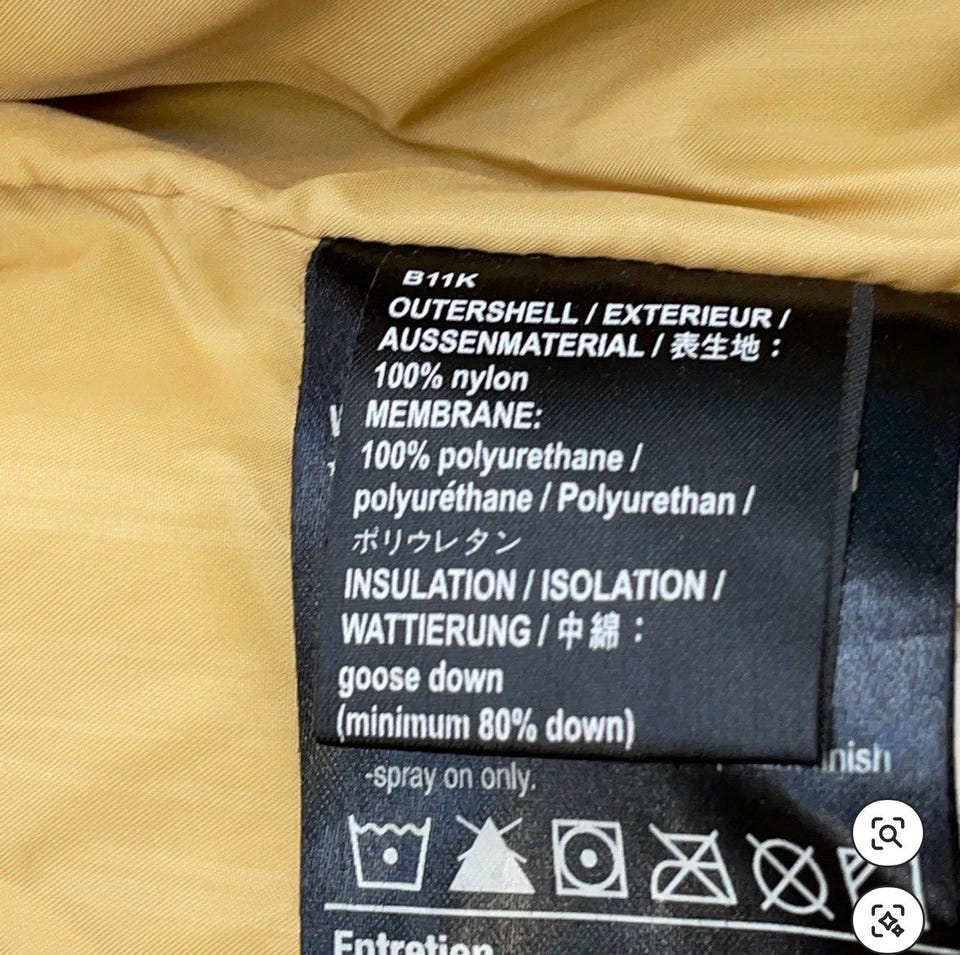 B11K
OUTERSHELL / EXTERIEUR /
AUSSENMATERIAL / 表生地：
100% nylon
MEMBRANE:
100% polyurethane /
polyuréthane / Polyurethan /
ポリウレタン
INSULATION / ISOLATION /
WATTIERUNG / 中綿：
goose down
(minimum 80% down)
-spray on only.
Entretien